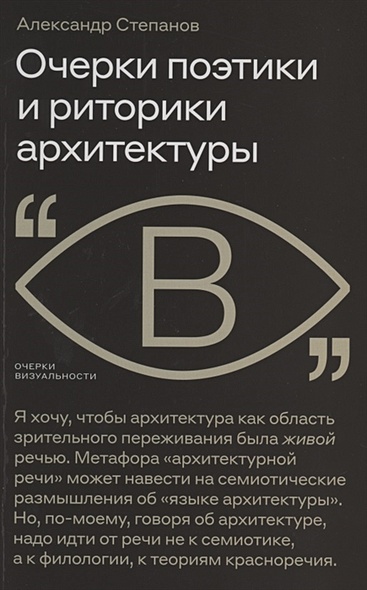 Александр Степанов
Очерки поэтики
и риторики
архитектуры
“
В
”
ОЧЕРКИ
ВИЗУАЛЬНОСТИ
Я хочу, чтобы архитектура как область
зрительного переживания была живой
речью. Метафора «архитектурной
речи» может навести на семиотические
размышления об «языке архитектуры».
Но, по-моему, говоря об архитектуре,
надо идти от речи не к семиотике,
а к филологии, к теориям красноречия.